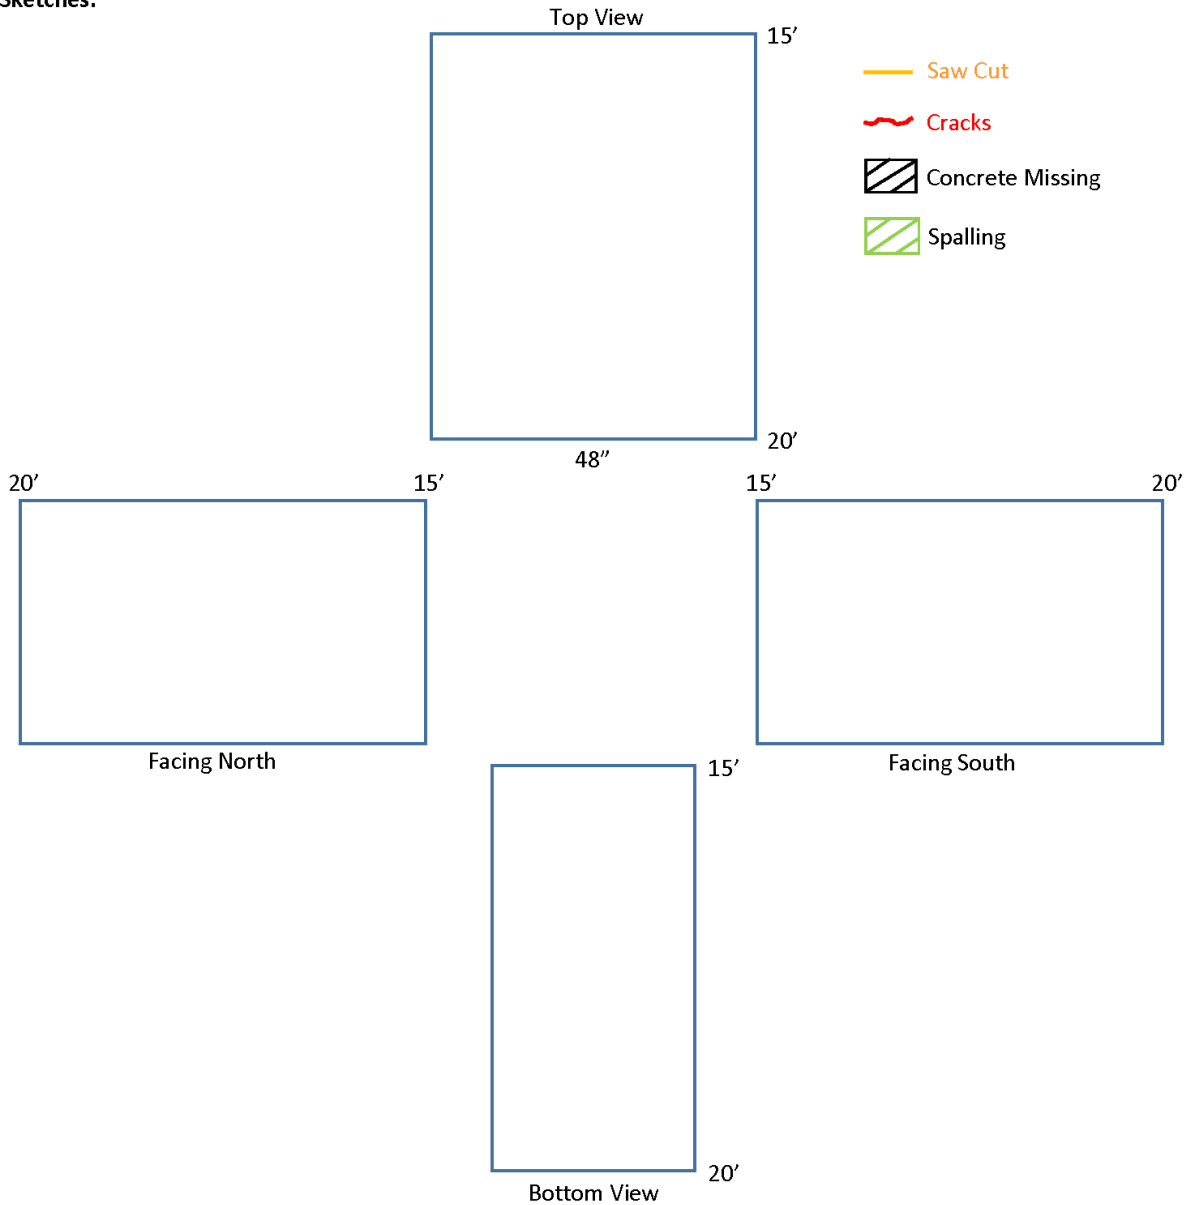 Sketches:
Top View
15’
Saw Cut
Cracks
Concrete Missing
Spalling
20’
48”
20’
15’
15’
20’
Facing North
Facing South
15’
20’
Bottom View